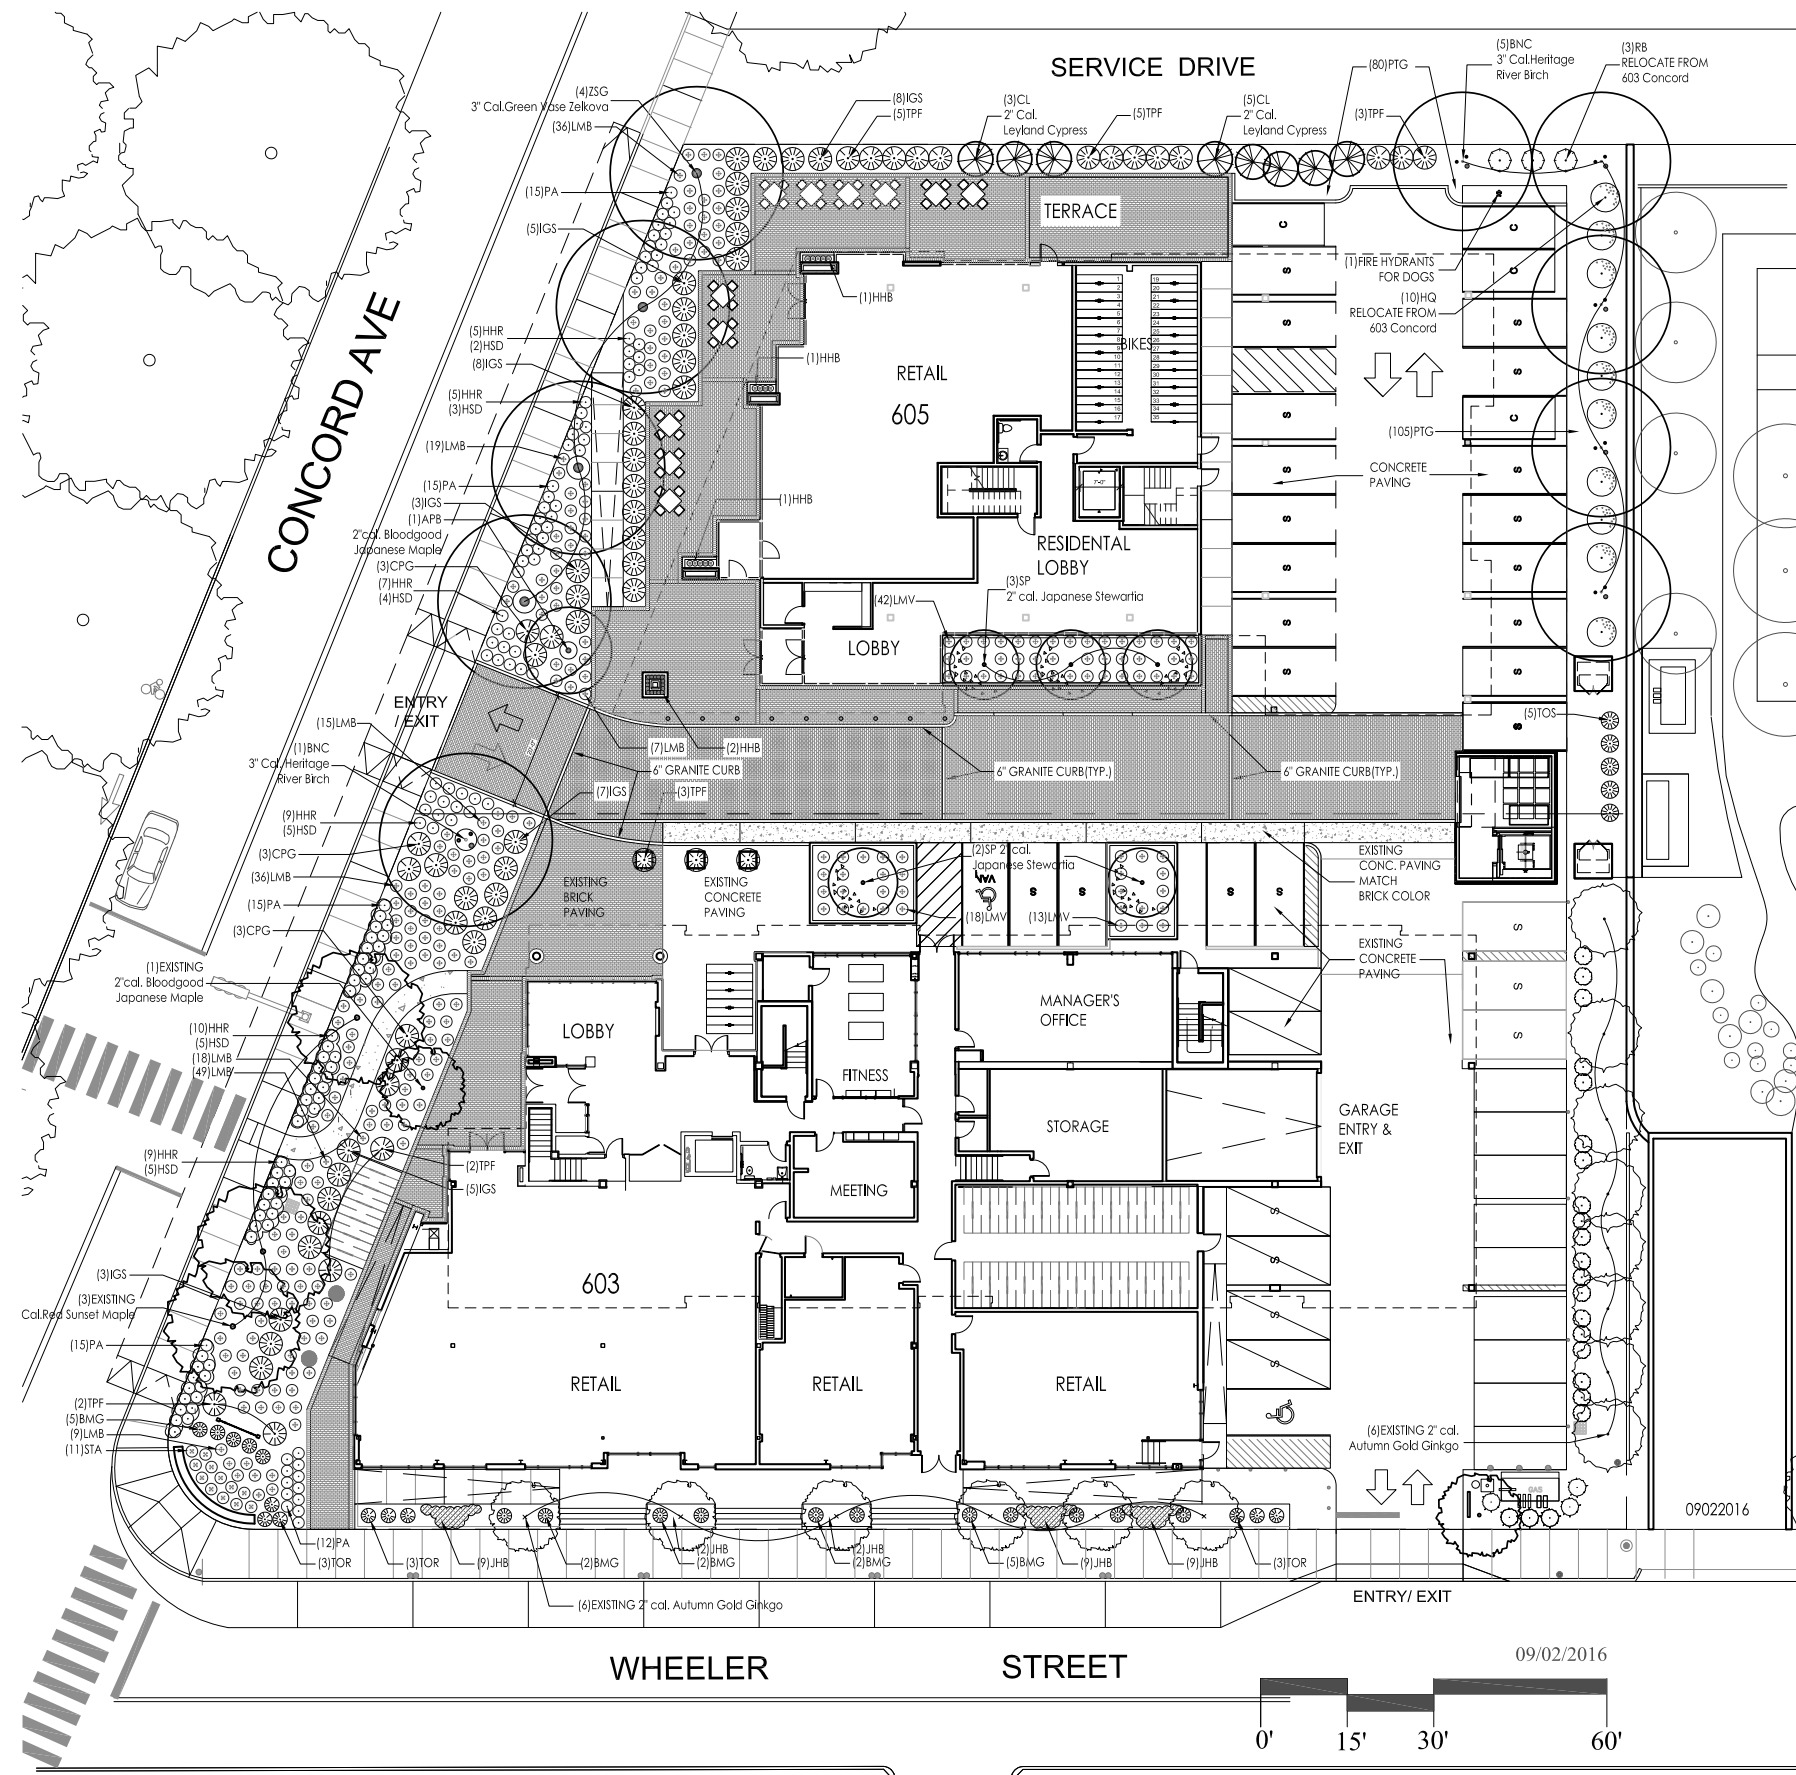 SERVICE DRIVE
(4)ZSG
3" Cal.Green Vase Zelkova
(36)LMB
(8)IGS
(5)TPF
(3)CL
2" Cal.
Leyland Cypress
(5)TPF
(5)CL
2" Cal.
Leyland Cypress
(3)TPF
(80)PTG
(5)BNC
3" Cal.Heritage
River Birch
(3)RB
RELOCATE FROM
603 Concord
(15)PA
(5)IGS
TERRACE
(1)HHB
(1)FIRE HYDRANTS
FOR DOGS
(10)HQ
RELOCATE FROM
603 Concord
CONCORD AVE
(5)HHR
(2)HSD
(8)IGS
(1)HHB
BIKES
RETAIL
605
(5)HHR
(3)HSD
(19)LMB
(105)PTG
CONCRETE
PAVING
(15)PA
(3)IGS
(1)APB
2"cal. Bloodgood
Japanese Maple
(3)CPG
(7)HHR
(4)HSD
(1)HHB
7'-0"
RESIDENTAL
LOBBY
(3)SP
2" cal. Japanese Stewartia
(42)LMV
LOBBY
ENTRY
/ EXIT
(15)LMB
(1)BNC
3" Cal. Heritage
River Birch
(7)LMB
(2)HHB
6" GRANITE CURB
6" GRANITE CURB(TYP.)
6" GRANITE CURB(TYP.)
(5)TOS
(7)IGS
(3)TPF
(9)HHR
(5)HSD
(3)CPG
(36)LMB
(15)PA
(3)CPG
EXISTING
BRICK
PAVING
EXISTING
CONCRETE
PAVING
(2)SP 2" cal.
Japanese Stewartia
VAN
(18)LMV
(13)LMV
EXISTING
CONC. PAVING
MATCH
BRICK COLOR
EXISTING
CONCRETE
PAVING
(1)EXISTING
2"cal. Bloodgood
Japanese Maple
(10)HHR
(5)HSD
(18)LMB
(49)LMB
LOBBY
FITNESS
MANAGER'S
OFFICE
STORAGE
GARAGE
ENTRY &
EXIT
(9)HHR
(5)HSD
(2)TPF
(5)IGS
MEETING
603
(3)IGS
(3)EXISTING
Cal.Red Sunset Maple
(15)PA
RETAIL
RETAIL
RETAIL
(2)TPF
(5)BMG
(9)LMB
(11)STA
(6)EXISTING 2" cal.
Autumn Gold Ginkgo
GAS
09022016
(12)PA
(3)TOR
(3)TOR
(9)JHB
(2)BMG
(2)JHB
(2)BMG
(2)JHB
(2)BMG
(5)BMG
(9)JHB
(9)JHB
(3)TOR
(6)EXISTING 2" cal. Autumn Gold Ginkgo
ENTRY/ EXIT
WHEELER STREET
09/02/2016
0' 15' 30' 60'